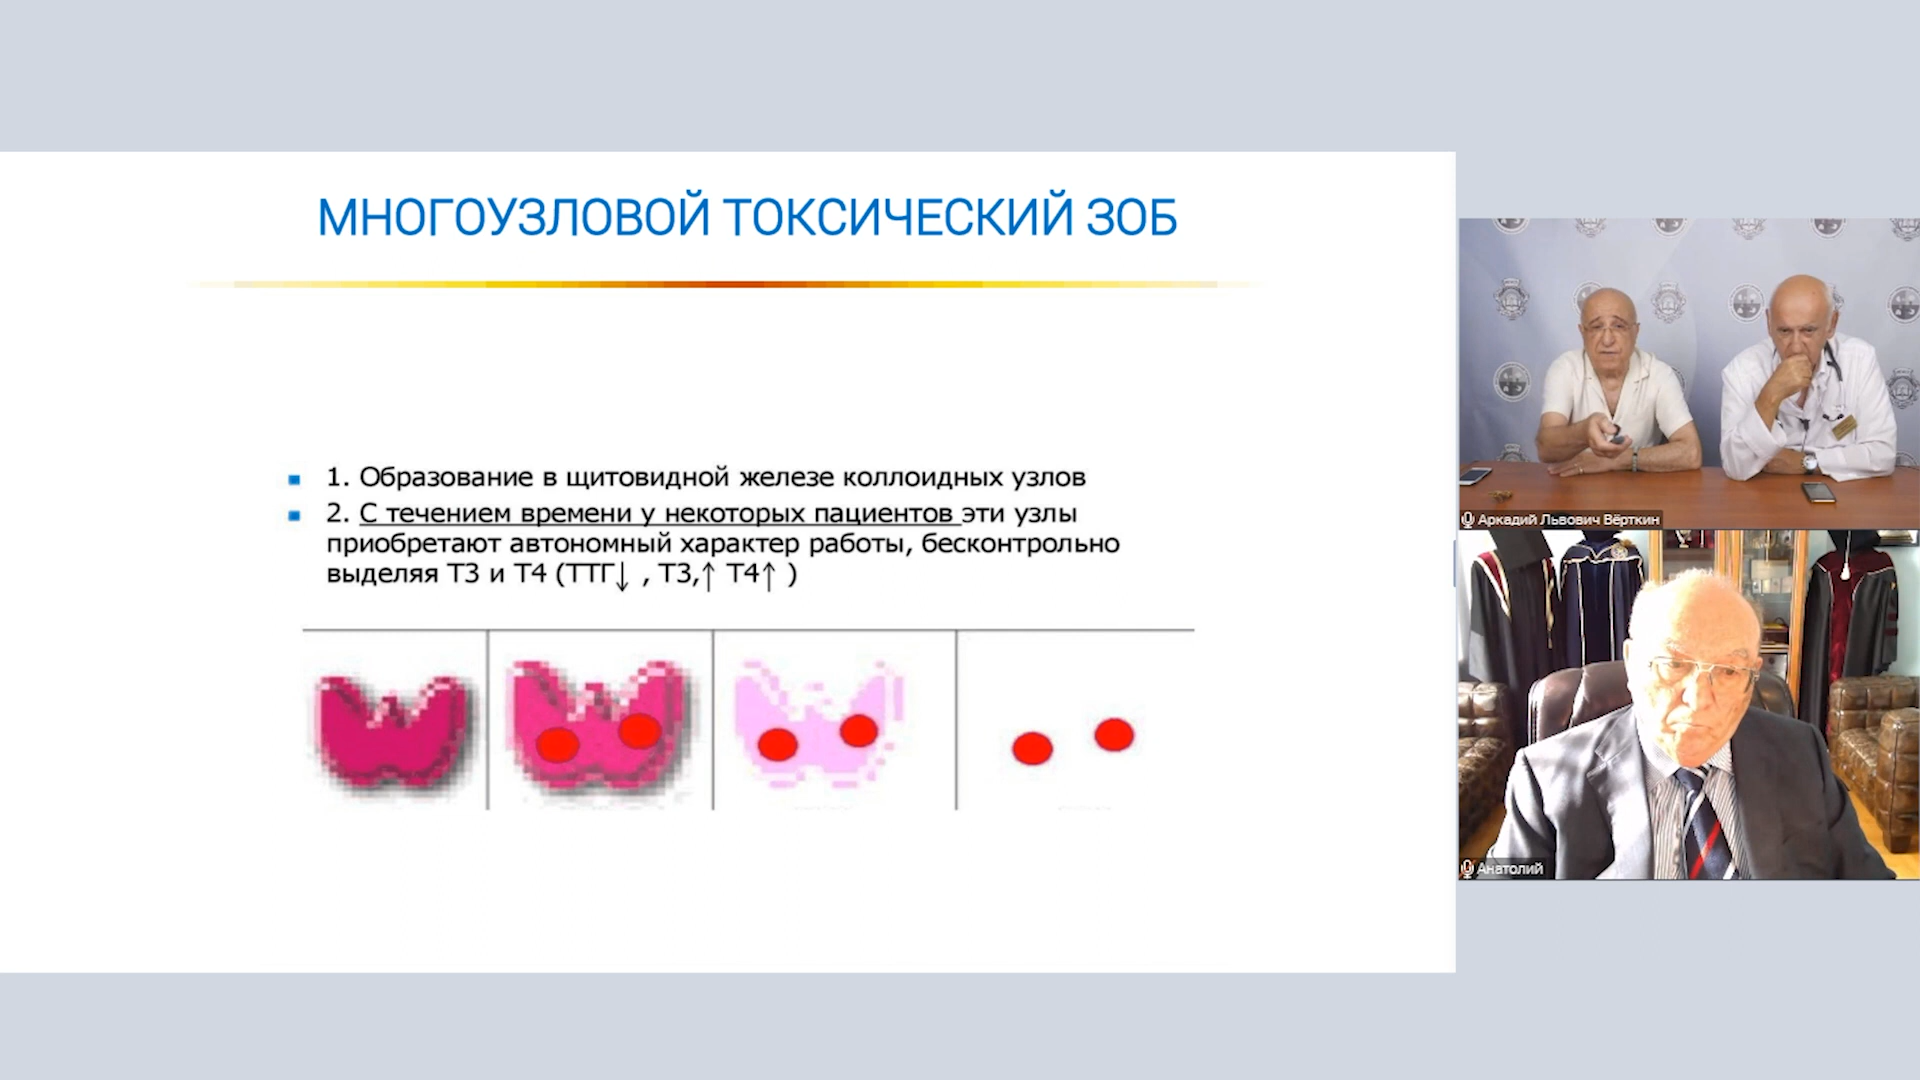 МНОГОУЗЛОВОЙ ТОКСИЧЕСКИЙ ЗОБ
1. Образование в щитовидной железе коллоидных узлов
2. С течением времени у некоторых пациентов эти узлы
приобретают автономный характер работы, бесконтрольно
выделяя Т3 и Т4 (ТТГ↓ , Т3,↑ Т4↑ )
Аркадий Львович Вёрткин
Анатолий